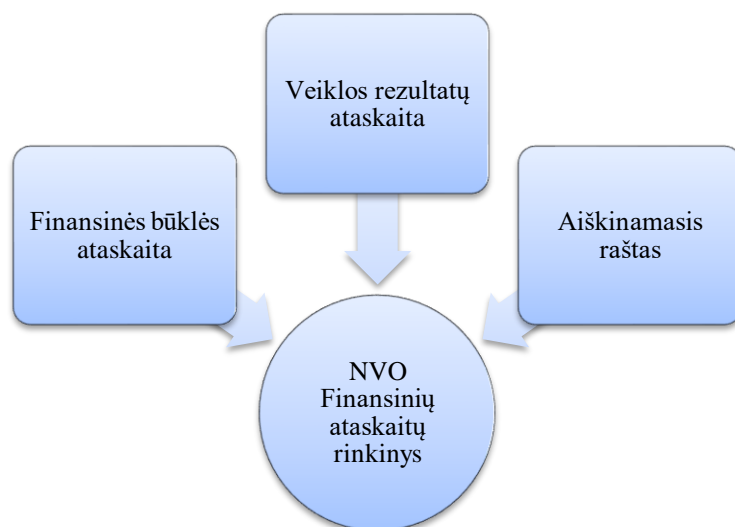 Veiklos rezultatų
ataskaita
Finansinės būklės
ataskaita
Aiškinamasis
raštas
NVO
Finansinių
ataskaitų
rinkinys